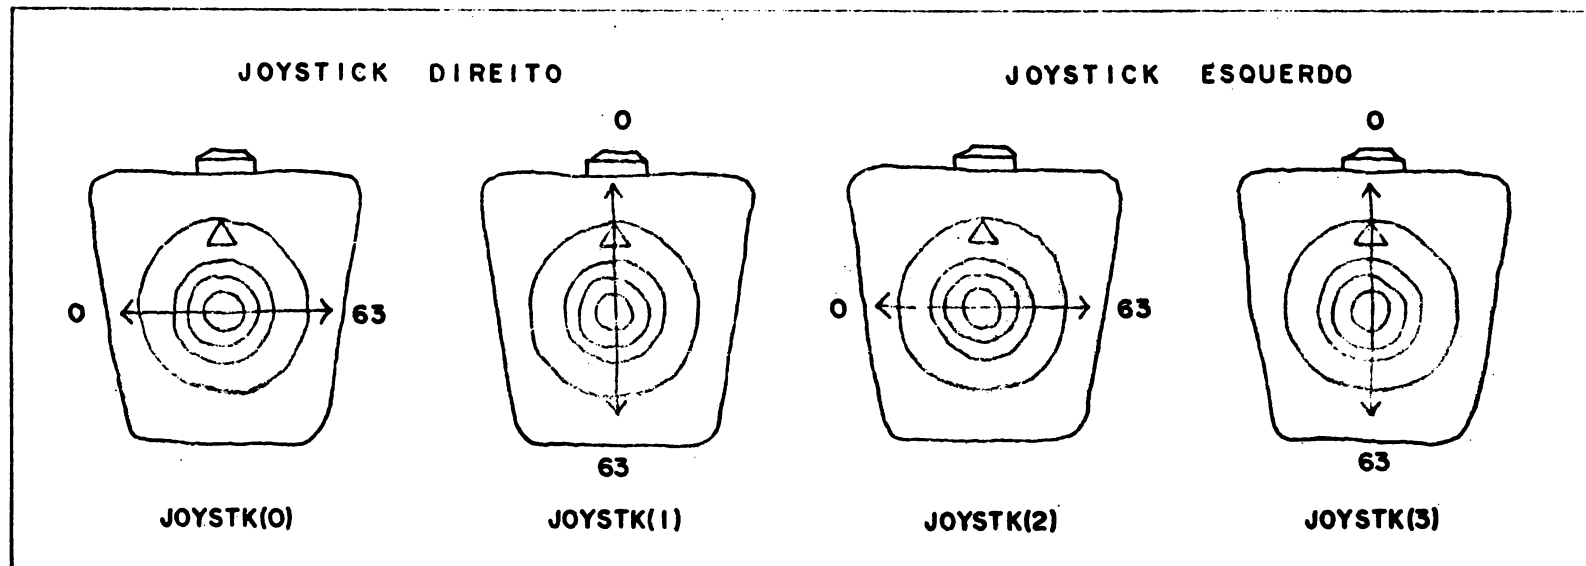 JOYSTICK DIREITO
JOYSTICK ESQUERDO
0
0
0
63
0
63
63
63
JOYSTK(0)
JOYSTK(1)
JOYSTK(2)
JOYSTK(3)